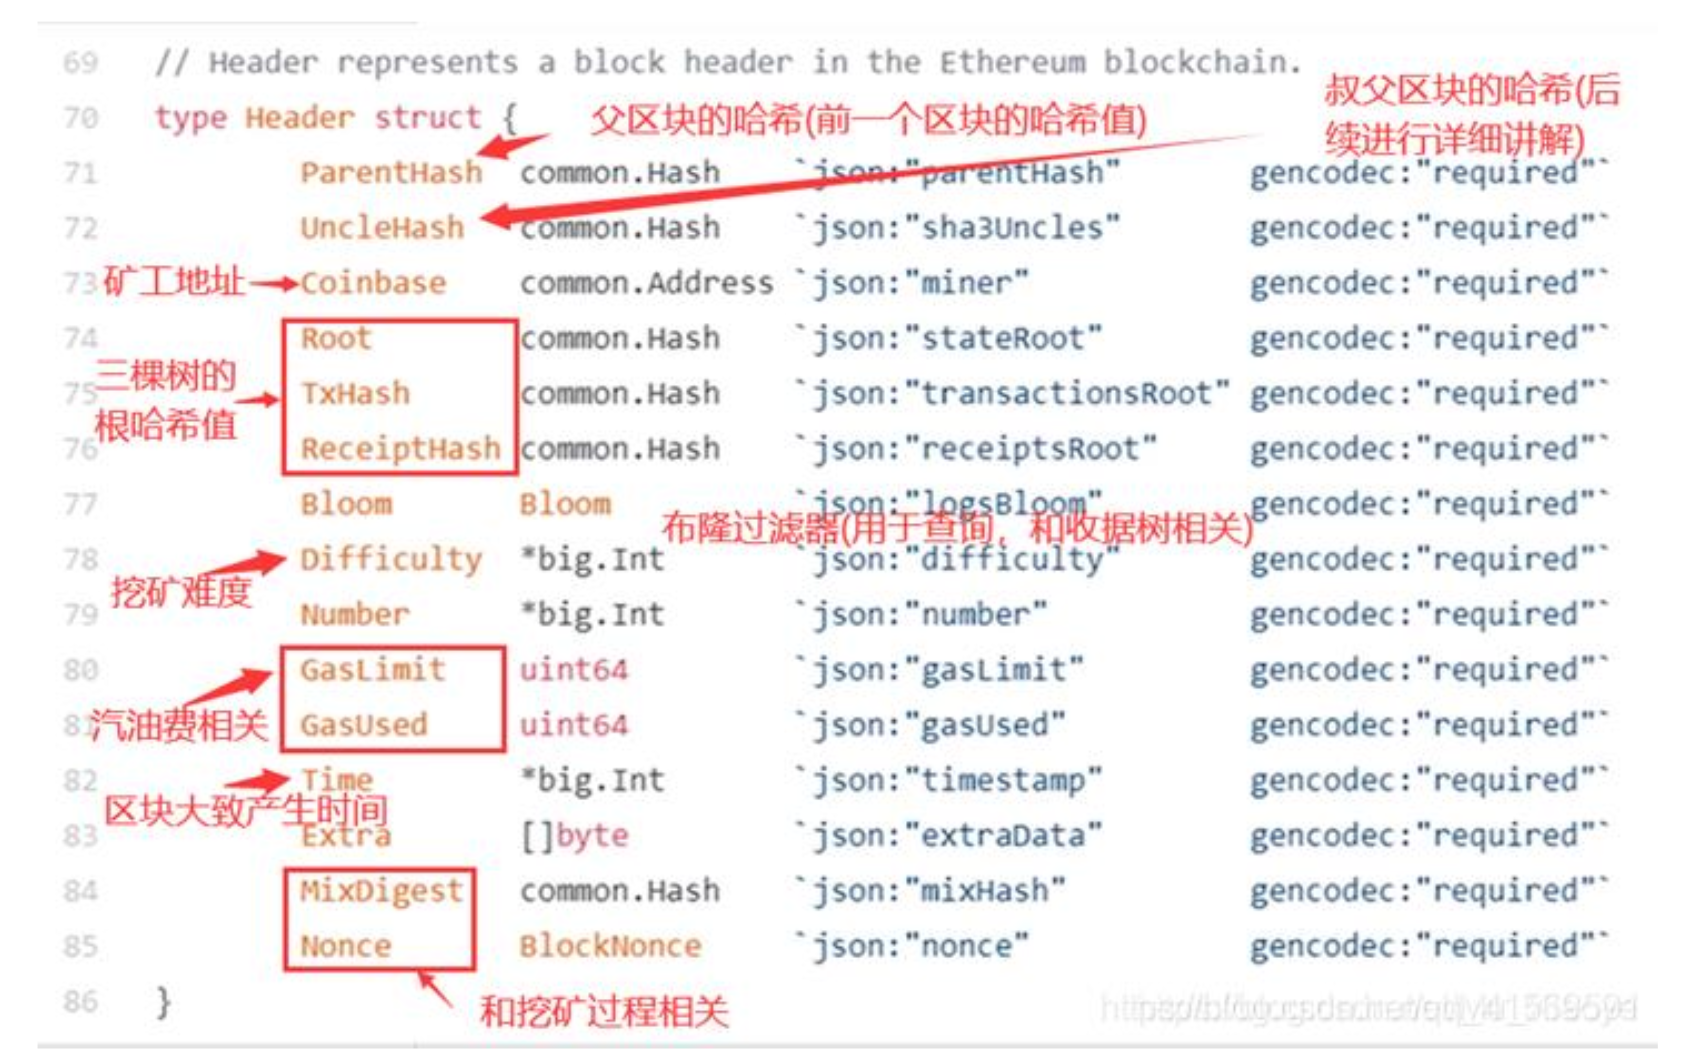 69 // Header represents a block header in the Ethereum blockchain.
叔父区块的哈希(后
续进行详细讲解)
70 type Header struct { 父区块的哈希(前一个区块的哈希值)
71 ParentHash common.Hash `json:"parentHash" gencodec:"required"`
72 UncleHash common.Hash `json:"sha3Uncles" gencodec:"required"`
73 矿工地址 Coinbase common.Address `json:"miner" gencodec:"required"`
74 Root common.Hash `json:"stateRoot" gencodec:"required"`
三棵树的
根哈希值
75 TxHash common.Hash `json:"transactionsRoot" gencodec:"required"`
76 ReceiptHash common.Hash `json:"receiptsRoot" gencodec:"required"`
77 Bloom Bloom `json:"logsBloom" gencodec:"required"`
布隆过滤器(用于查询，和收据树相关)
78 Difficulty *big.Int `json:"difficulty" gencodec:"required"`
挖矿难度
79 Number *big.Int `json:"number" gencodec:"required"`
80 GasLimit uint64 `json:"gasLimit" gencodec:"required"`
81 汽油费相关 GasUsed uint64 `json:"gasUsed" gencodec:"required"`
82 Time *big.Int `json:"timestamp" gencodec:"required"`
区块大致产生时间
83 Extra []byte `json:"extraData" gencodec:"required"`
84 MixDigest common.Hash `json:"mixHash" gencodec:"required"`
85 Nonce BlockNonce `json:"nonce" gencodec:"required"`
86 }
和挖矿过程相关